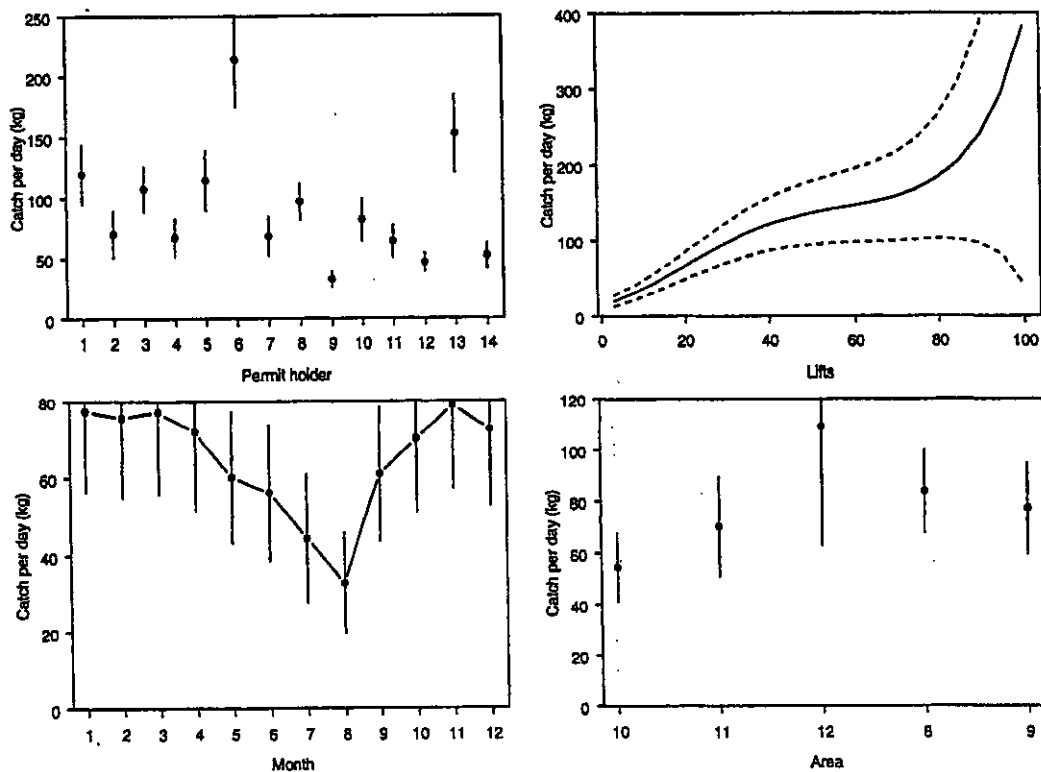 250
200
150
100
50
0
Catch per day (kg)
1 2 3 4 5 6 7 8 9 10 11 12 13 14
Permit holder
400
300
200
100
0
Catch per day (kg)
0 20 40 60 80 100
Lifts
80
60
40
20
0
Catch per day (kg)
1 2 3 4 5 6 7 8 9 10 11 12
Month
120
100
80
60
40
20
0
Catch per day (kg)
10 11 12 8 9
Area